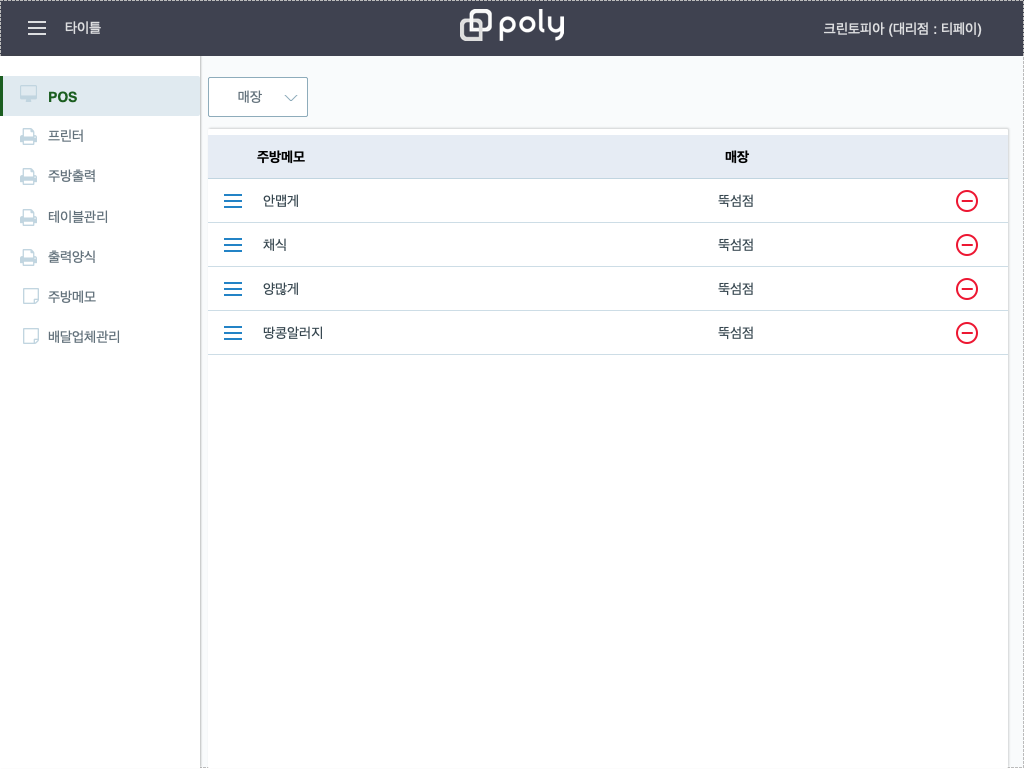 타이틀
poly
크린토피아 (대리점 : 티페이)
POS
프린터
주방출력
테이블관리
출력양식
주방메모
배달업체관리
매장
주방메모 매장
안맵게 뚝섬점
채식 뚝섬점
양많게 뚝섬점
땅콩알러지 뚝섬점